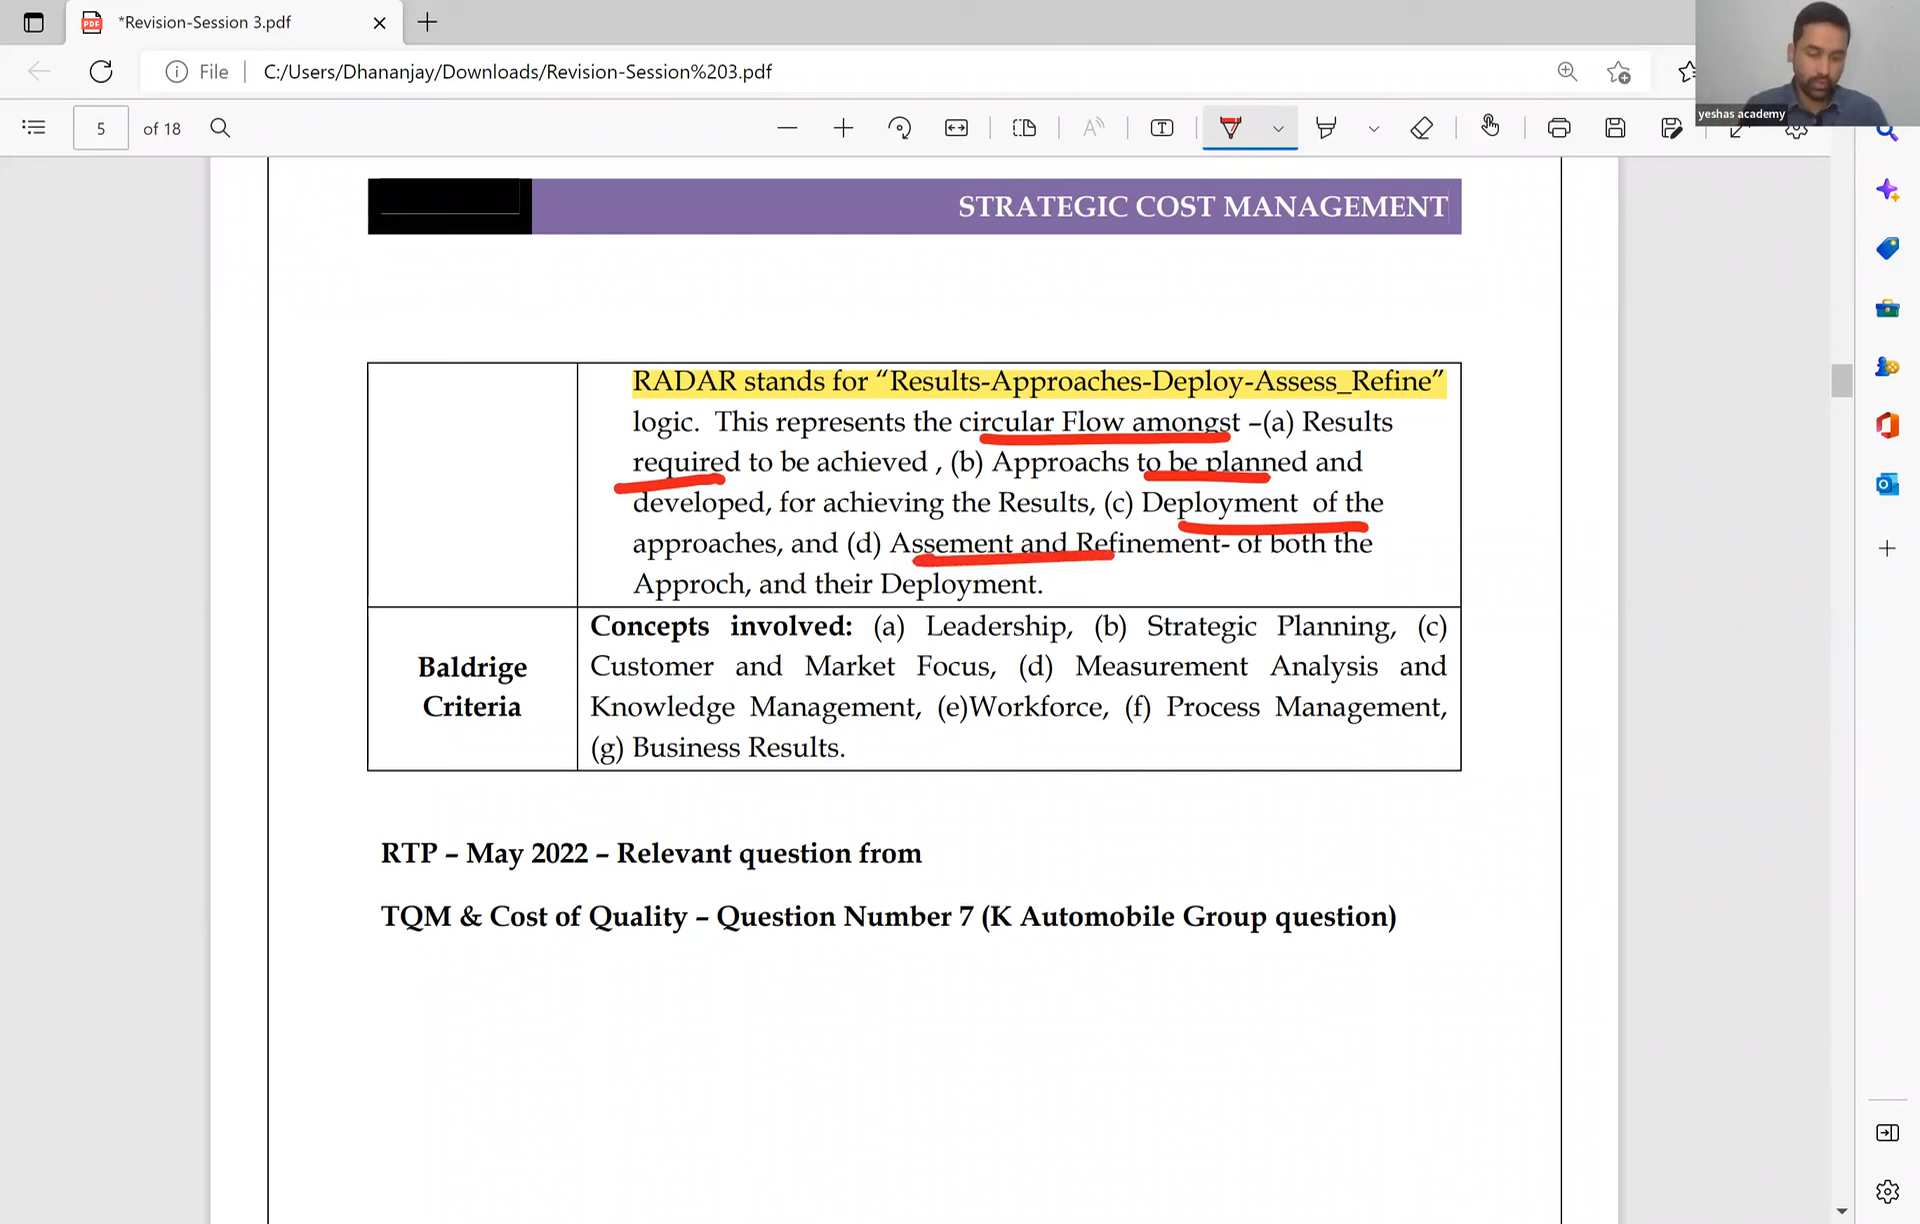 *Revision-Session 3.pdf
File
C:/Users/Dhananjay/Downloads/Revision-Session%203.pdf
yeshas academy
5 of 18
STRATEGIC COST MANAGEMENT
RADAR stands for “Results-Approaches-Deploy-Assess_Refine”
logic. This represents the circular Flow amongst –(a) Results
required to be achieved , (b) Approachs to be planned and
developed, for achieving the Results, (c) Deployment of the
approaches, and (d) Assement and Refinement- of both the
Approch, and their Deployment.
Baldrige
Criteria
Concepts involved: (a) Leadership, (b) Strategic Planning, (c)
Customer and Market Focus, (d) Measurement Analysis and
Knowledge Management, (e)Workforce, (f) Process Management,
(g) Business Results.
RTP – May 2022 – Relevant question from
TQM & Cost of Quality – Question Number 7 (K Automobile Group question)